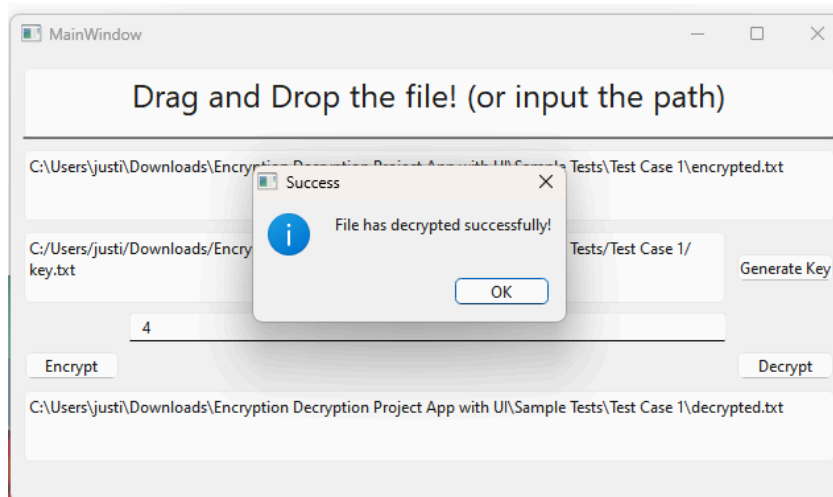 MainWindow
Drag and Drop the file! (or input the path)
C:\Users\justi\Downloads\Encryption Decryption Project App with UI\Sample Tests\Test Case 1\encrypted.txt
Success
File has decrypted successfully!
OK
C:/Users/justi/Downloads/Encry Tests/Test Case 1/
key.txt
Generate Key
4
Encrypt
Decrypt
C:\Users\justi\Downloads\Encryption Decryption Project App with UI\Sample Tests\Test Case 1\decrypted.txt